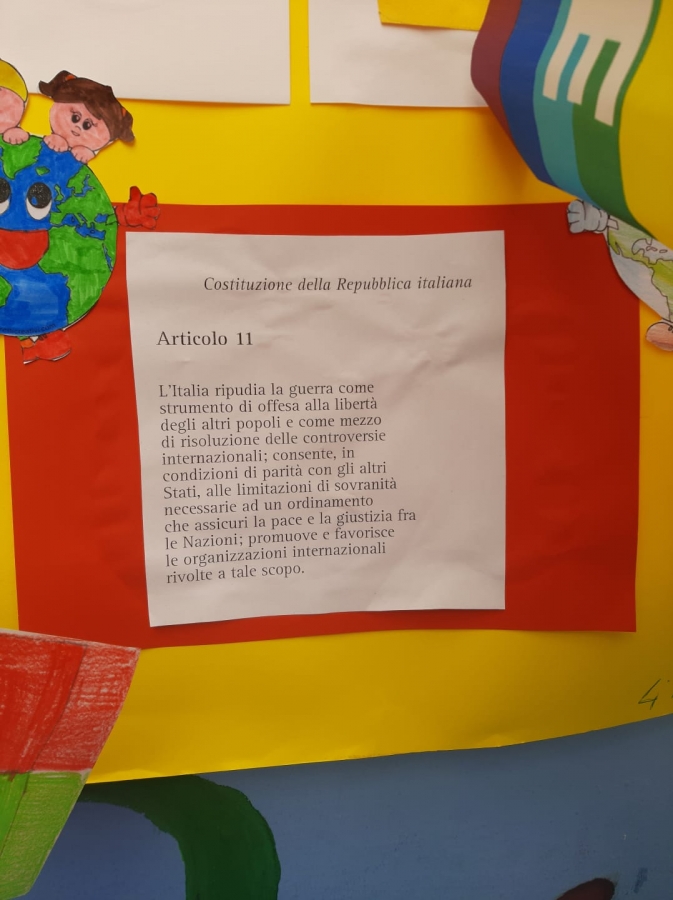 E
Costituzione della Repubblica italiana
Articolo 11
L'Italia ripudia la guerra come
strumento di offesa alla libertà
degli altri popoli e come mezzo
di risoluzione delle controversie
internazionali; consente, in
condizioni di parità con gli altri
Stati, alle limitazioni di sovranità
necessarie ad un ordinamento
che assicuri la pace e la giustizia fra
le Nazioni; promuove e favorisce
le organizzazioni internazionali
rivolte a tale scopo.